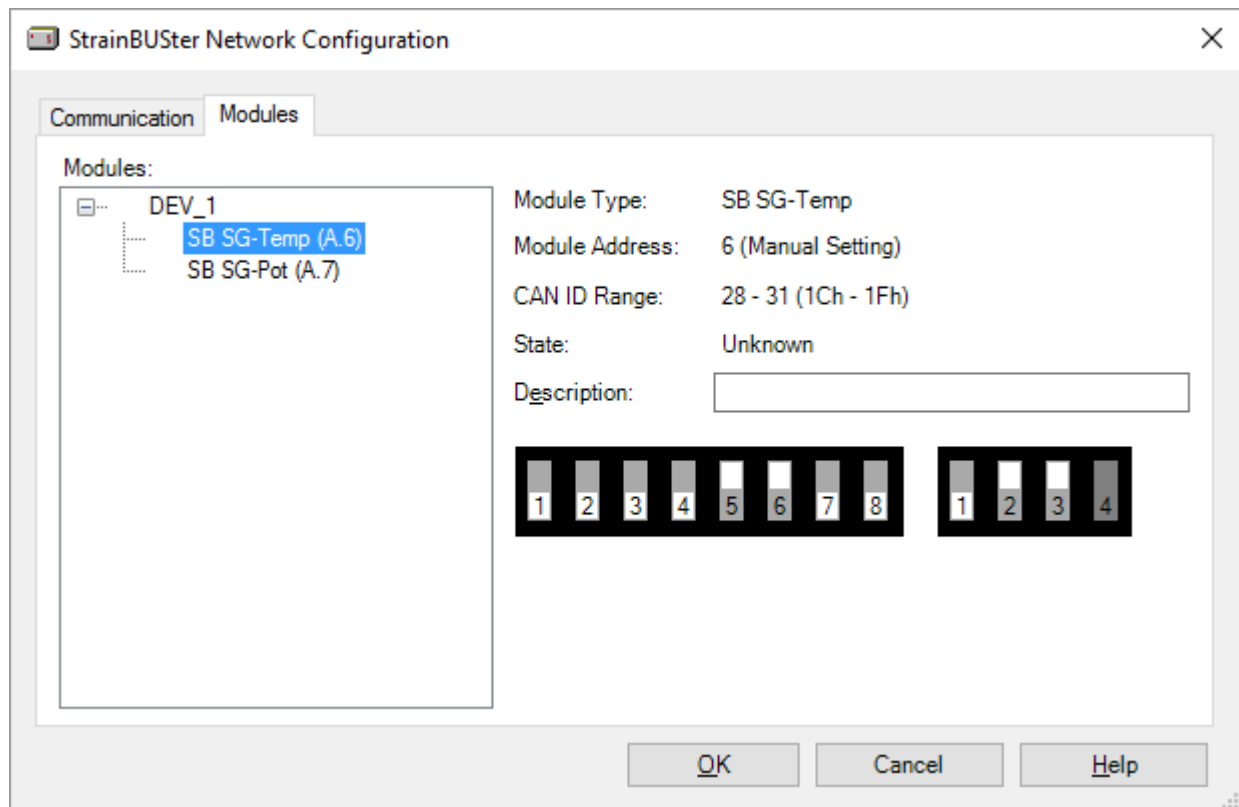 StrainBUSter Network Configuration
Communication Modules
Modules:
DEV_1
SB SG-Temp (A.6)
SB SG-Pot (A.7)
Module Type: SB SG-Temp
Module Address: 6 (Manual Setting)
CAN ID Range: 28 - 31 (1Ch - 1Fh)
State: Unknown
Description:
1 2 3 4 5 6 7 8 1 2 3 4
OK Cancel Help